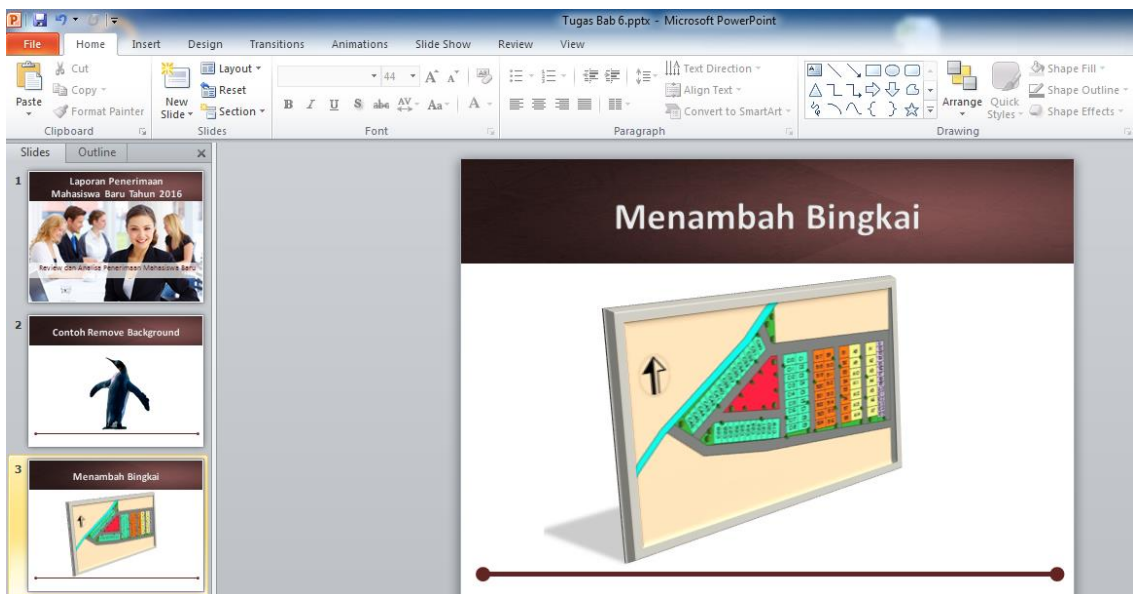 Tugas Bab 6.pptx - Microsoft PowerPoint
File Home Insert Design Transitions Animations Slide Show Review View
Paste
Cut
Copy
Format Painter
Clipboard
New Slide
Layout
Reset
Section
Slides
44
B I U S abc AV Aa A
Font
Text Direction
Align Text
Convert to SmartArt
Paragraph
Arrange
Quick Styles
Shape Fill
Shape Outline
Shape Effects
Drawing
Slides Outline
1
Laporan Penerimaan
Mahasiswa Baru Tahun 2016
Review dan Analisa Penerimaan Mahasiswa Baru
2
Contoh Remove Background
3
Menambah Bingkai
Menambah Bingkai